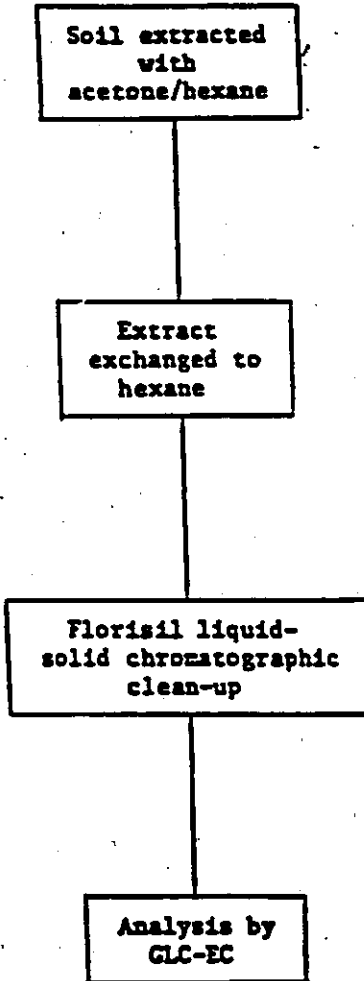 Soil extracted
with
acetone/hexane
Extract
exchanged to
hexane
Florisil liquid-
solid chromatographic
clean-up
Analysis by
GLC-EC